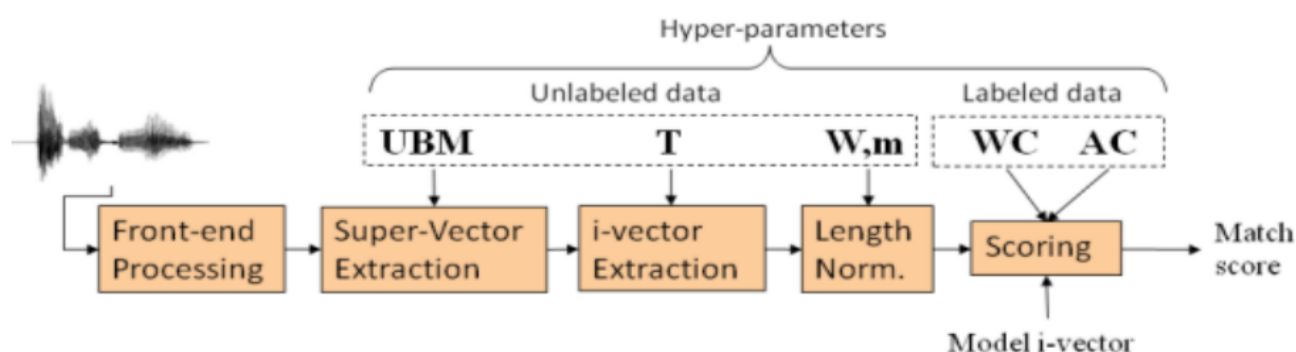 Hyper-parameters
Unlabeled data Labeled data
UBM T W,m WC AC
Front-end Super-Vector i-vector Length Scoring Match
Processing Extraction Extraction Norm. score
Model i-vector